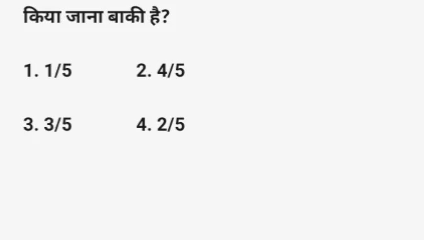 किया जाना बाकी है?
1. 1/5 2. 4/5
3. 3/5 4. 2/5